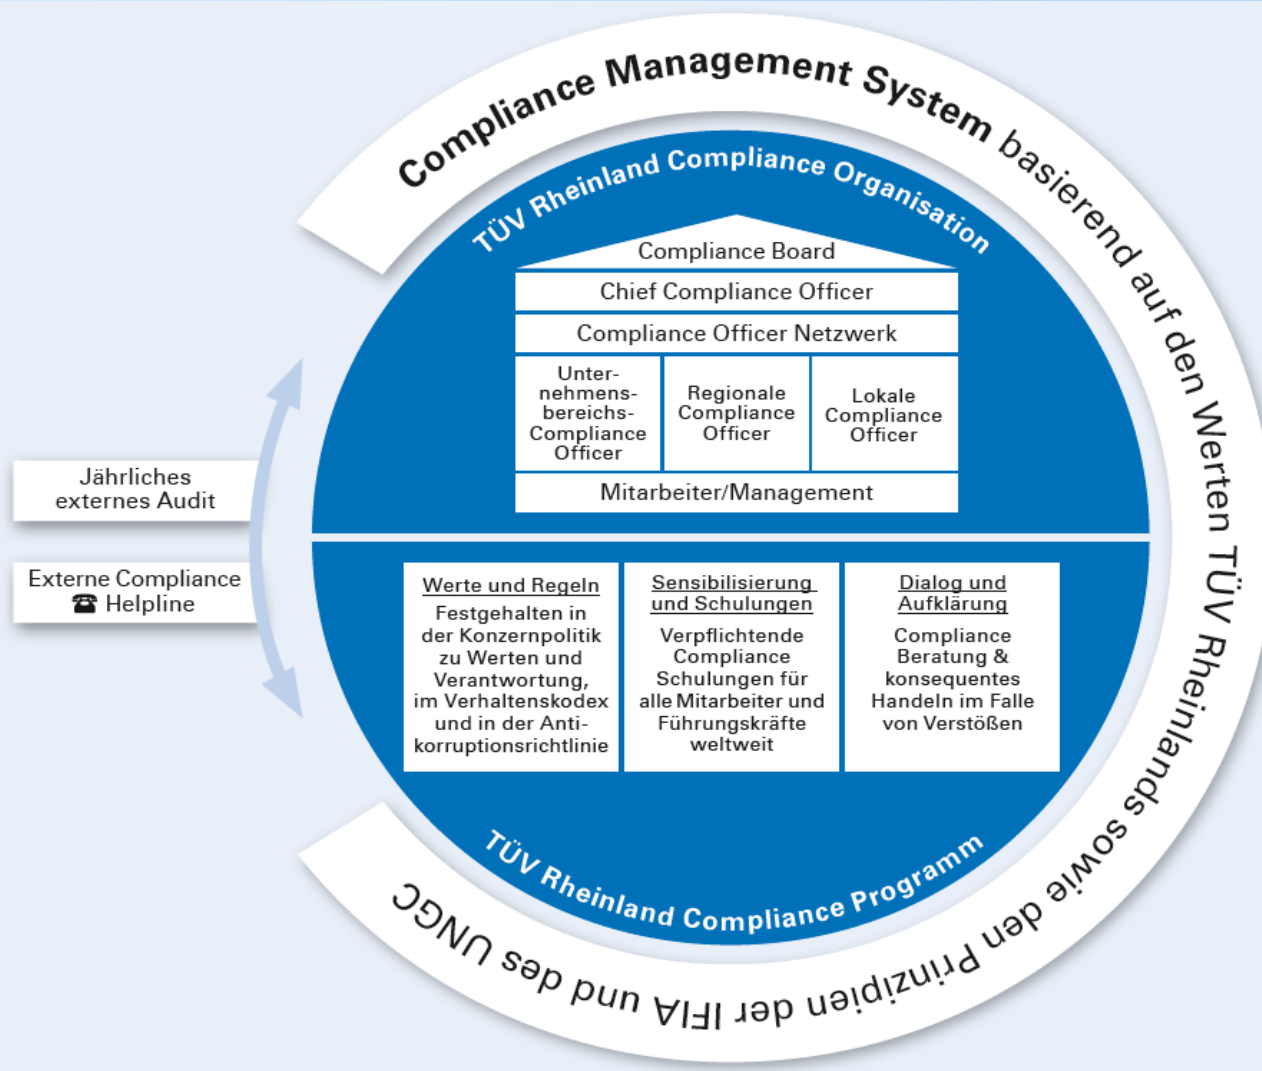 Compliance Management System basierend auf den Werten TÜV Rheinlands sowie den Prinzipien der IFIA und des UNGC
TÜV Rheinland Compliance Organisation
Compliance Board
Chief Compliance Officer
Compliance Officer Netzwerk
Unter-
nehmens-
bereichs-
Compliance
Officer
Regionale
Compliance
Officer
Lokale
Compliance
Officer
Mitarbeiter/Management
Jährliches
externes Audit
Externe Compliance
☎ Helpline
Werte und Regeln
Festgehalten in
der Konzernpolitik
zu Werten und
Verantwortung,
im Verhaltenskodex
und in der Anti-
korruptionsrichtlinie
Sensibilisierung
und Schulungen
Verpflichtende
Compliance
Schulungen für
alle Mitarbeiter und
Führungskräfte
weltweit
Dialog und
Aufklärung
Compliance
Beratung &
konsequentes
Handeln im Falle
von Verstößen
TÜV Rheinland Compliance Programm